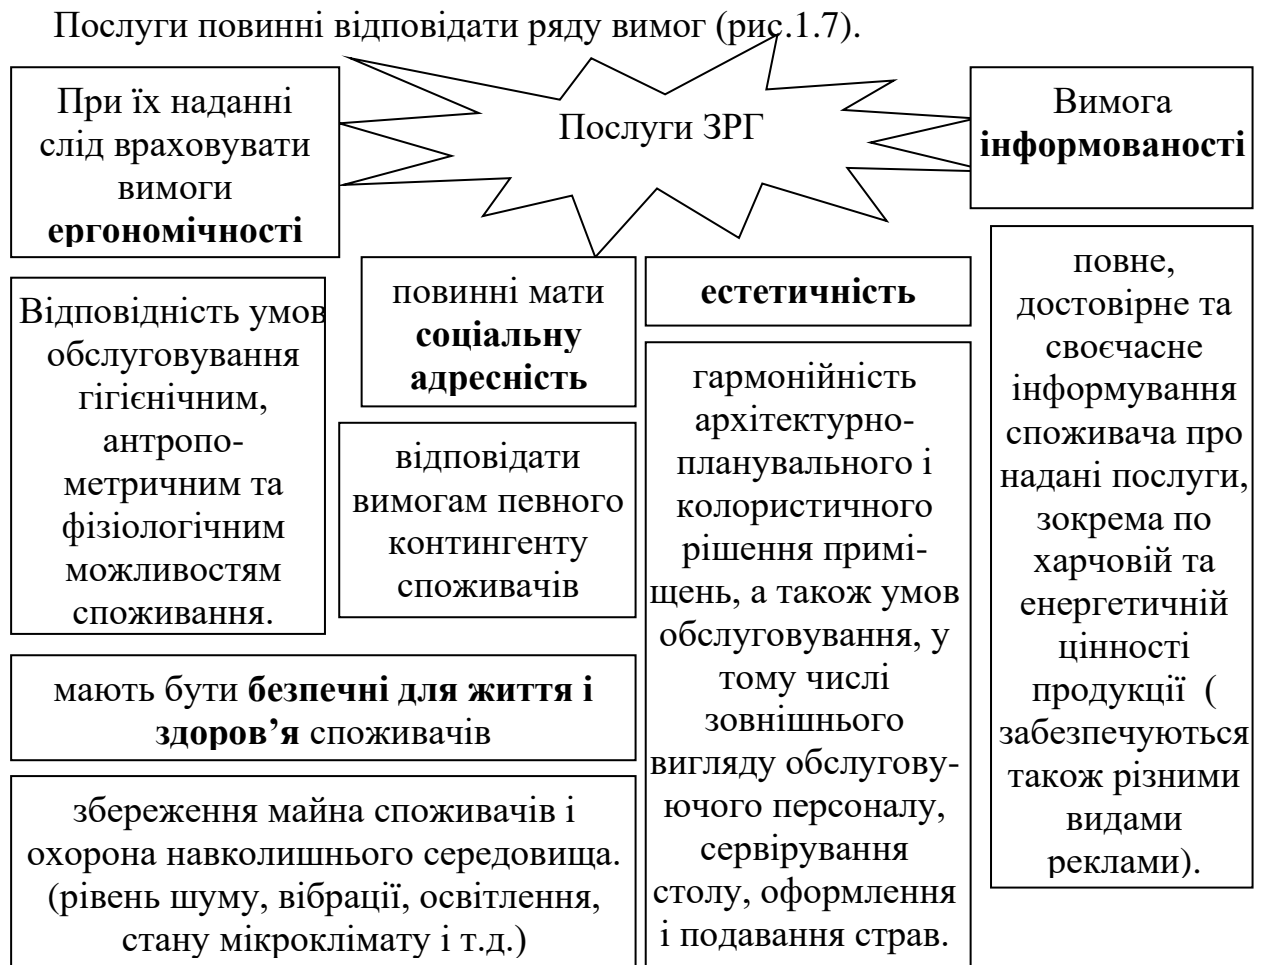 Послуги повинні відповідати ряду вимог (рис.1.7).
Послуги ЗРГ
При їх наданні
слід враховувати
вимоги
ергономічності
Відповідність умов
обслуговування
гігієнічним,
антропо-
метричним та
фізіологічним
можливостям
споживання.
повинні мати
соціальну
адресність
відповідати
вимогам певного
контингенту
споживачів
мають бути безпечні для життя і
здоров’я споживачів
збереження майна споживачів і
охорона навколишнього середовища.
(рівень шуму, вібрації, освітлення,
стану мікроклімату і т.д.)
естетичність
гармонійність
архітектурно-
планувального і
колористичного
рішення примі-
щень, а також умов
обслуговування, у
тому числі
зовнішнього
вигляду обслугову-
ючого персоналу,
сервірування
столу, оформлення
і подавання страв.
Вимога
інформованості
повне,
достовірне та
своєчасне
інформування
споживача про
надані послуги,
зокрема по
харчовій та
енергетичній
цінності
продукції (
забезпечуються
також різними
видами
реклами).